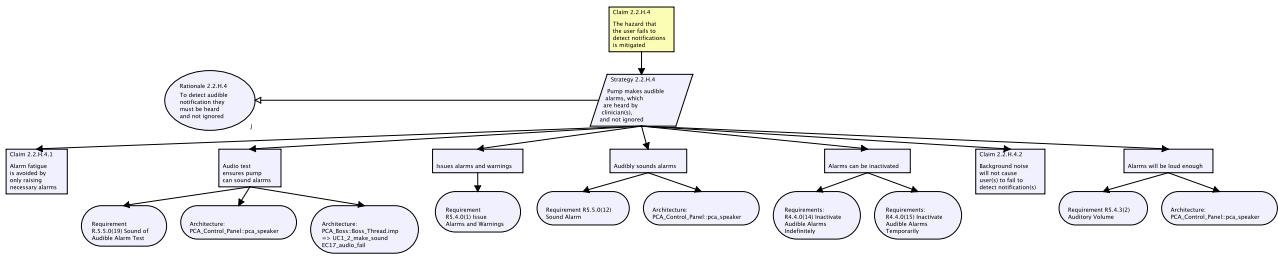 Claim 2.2.H.4
The hazard that
the user fails to
detect notifications
is mitigated
Rationale 2.2.H.4
To detect audible
notification they
must be heard
and not ignored
J
Strategy 2.2.H.4
Pump makes audible
alarms, which
are heard by
clinician(s),
and not ignored
Claim 2.2.H.4.1
Alarm fatigue
is avoided by
only raising
necessary alarms
Audio test
ensures pump
can sound alarms
Issues alarms and warnings
Audibly sounds alarms
Alarms can be inactivated
Claim 2.2.H.4.2
Background noise
will not cause
user(s) to fail to
detect notification(s)
Alarms will be loud enough
Requirement
R.5.5.0(19) Sound of
Audible Alarm Test
Architecture:
PCA_Control_Panel::pca_speaker
Architecture:
PCA_Boss::Boss_Thread.imp
=> UC1_2_make_sound
EC17_audio_fail
Requirement
R5.4.0(1) Issue
Alarms and Warnings
Requirement R5.5.0(12)
Sound Alarm
Architecture:
PCA_Control_Panel::pca_speaker
Requirements:
R4.4.0(14) Inactivate
Audible Alarms
Indefinitely
Requirements:
R4.4.0(15) Inactivate
Audible Alarms
Temporarily
Requirement R5.4.3(2)
Auditory Volume
Architecture:
PCA_Control_Panel::pca_speaker